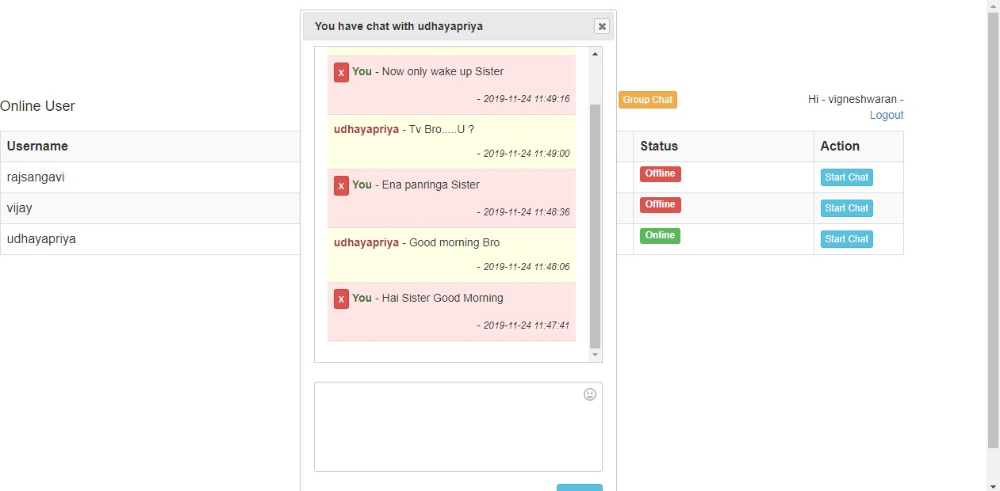 You have chat with udhayapriya
x You - Now only wake up Sister
- 2019-11-24 11:49:16
udhayapriya - Tv Bro.....U ?
- 2019-11-24 11:49:00
x You - Ena panringa Sister
- 2019-11-24 11:48:36
udhayapriya - Good morning Bro
- 2019-11-24 11:48:06
x You - Hai Sister Good Morning
- 2019-11-24 11:47:41
Online User
Group Chat
Hi - vigneshwaran -
Logout
Username Status Action
rajsangavi Offline Start Chat
vijay Offline Start Chat
udhayapriya Online Start Chat